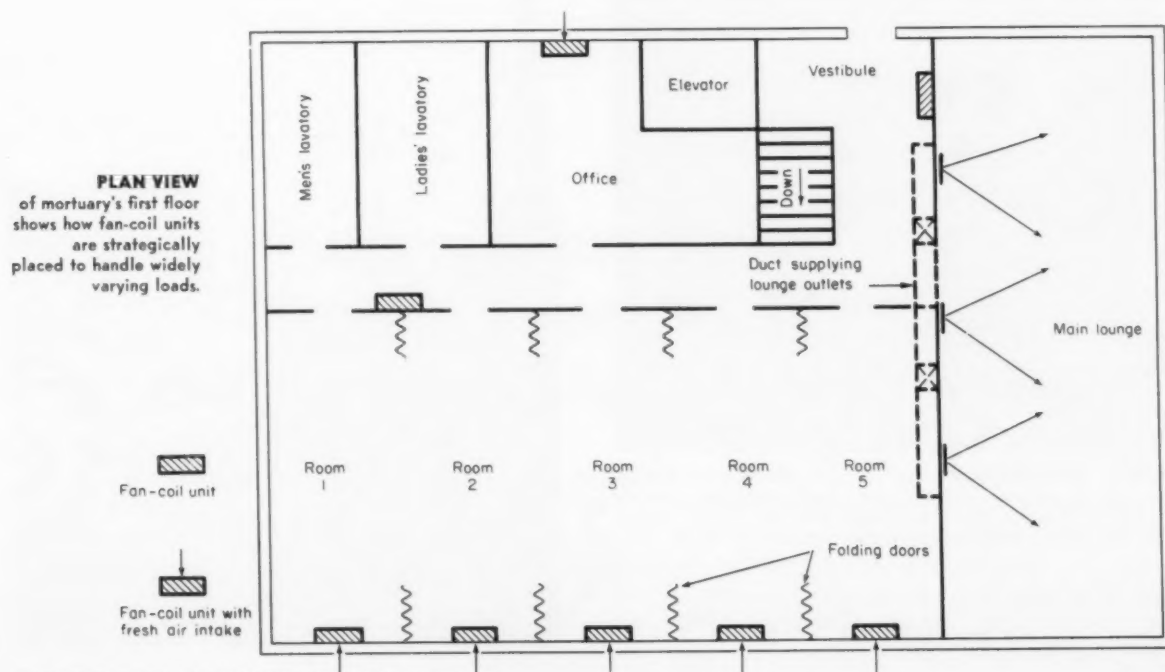 PLAN VIEW
of mortuary's first floor
shows how fan-coil units
are strategically
placed to handle widely
varying loads.
Fan-coil unit
Fan-coil unit with
fresh air intake
Men's lavatory
Ladies' lavatory
Office
Elevator
Vestibule
Down
Duct supplying
lounge outlets
Main lounge
Room
1
Room
2
Room
3
Room
4
Room
5
Folding doors